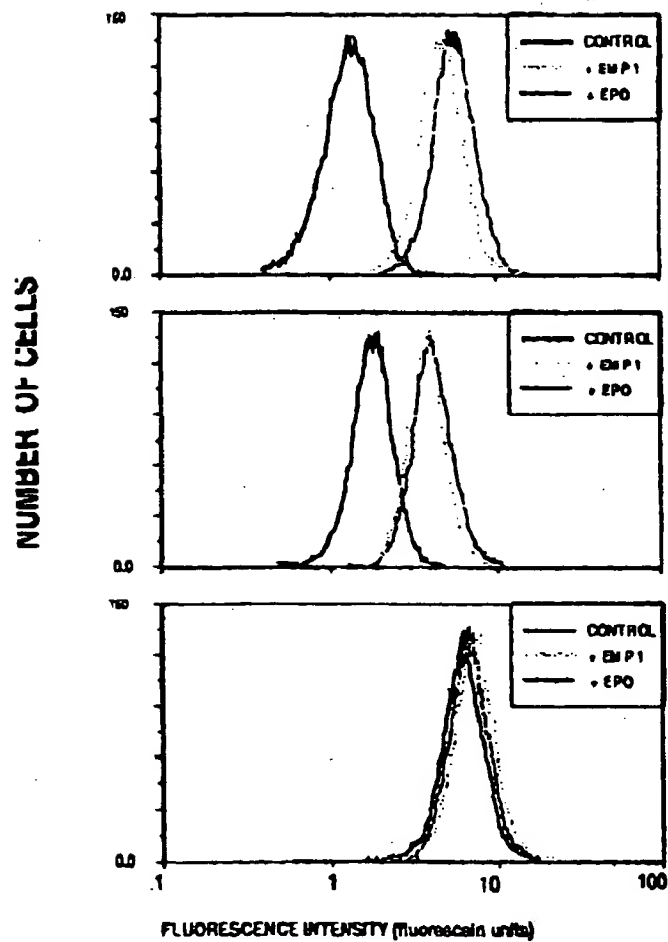 NUMBER OF CELLS
150
0.0
CONTROL
+ EMP1
+ EPO
150
0.0
CONTROL
+ EMP1
+ EPO
150
0.0
CONTROL
+ EMP1
+ EPO
.1 1 10 100
FLUORESCENCE INTENSITY (fluorescein units)